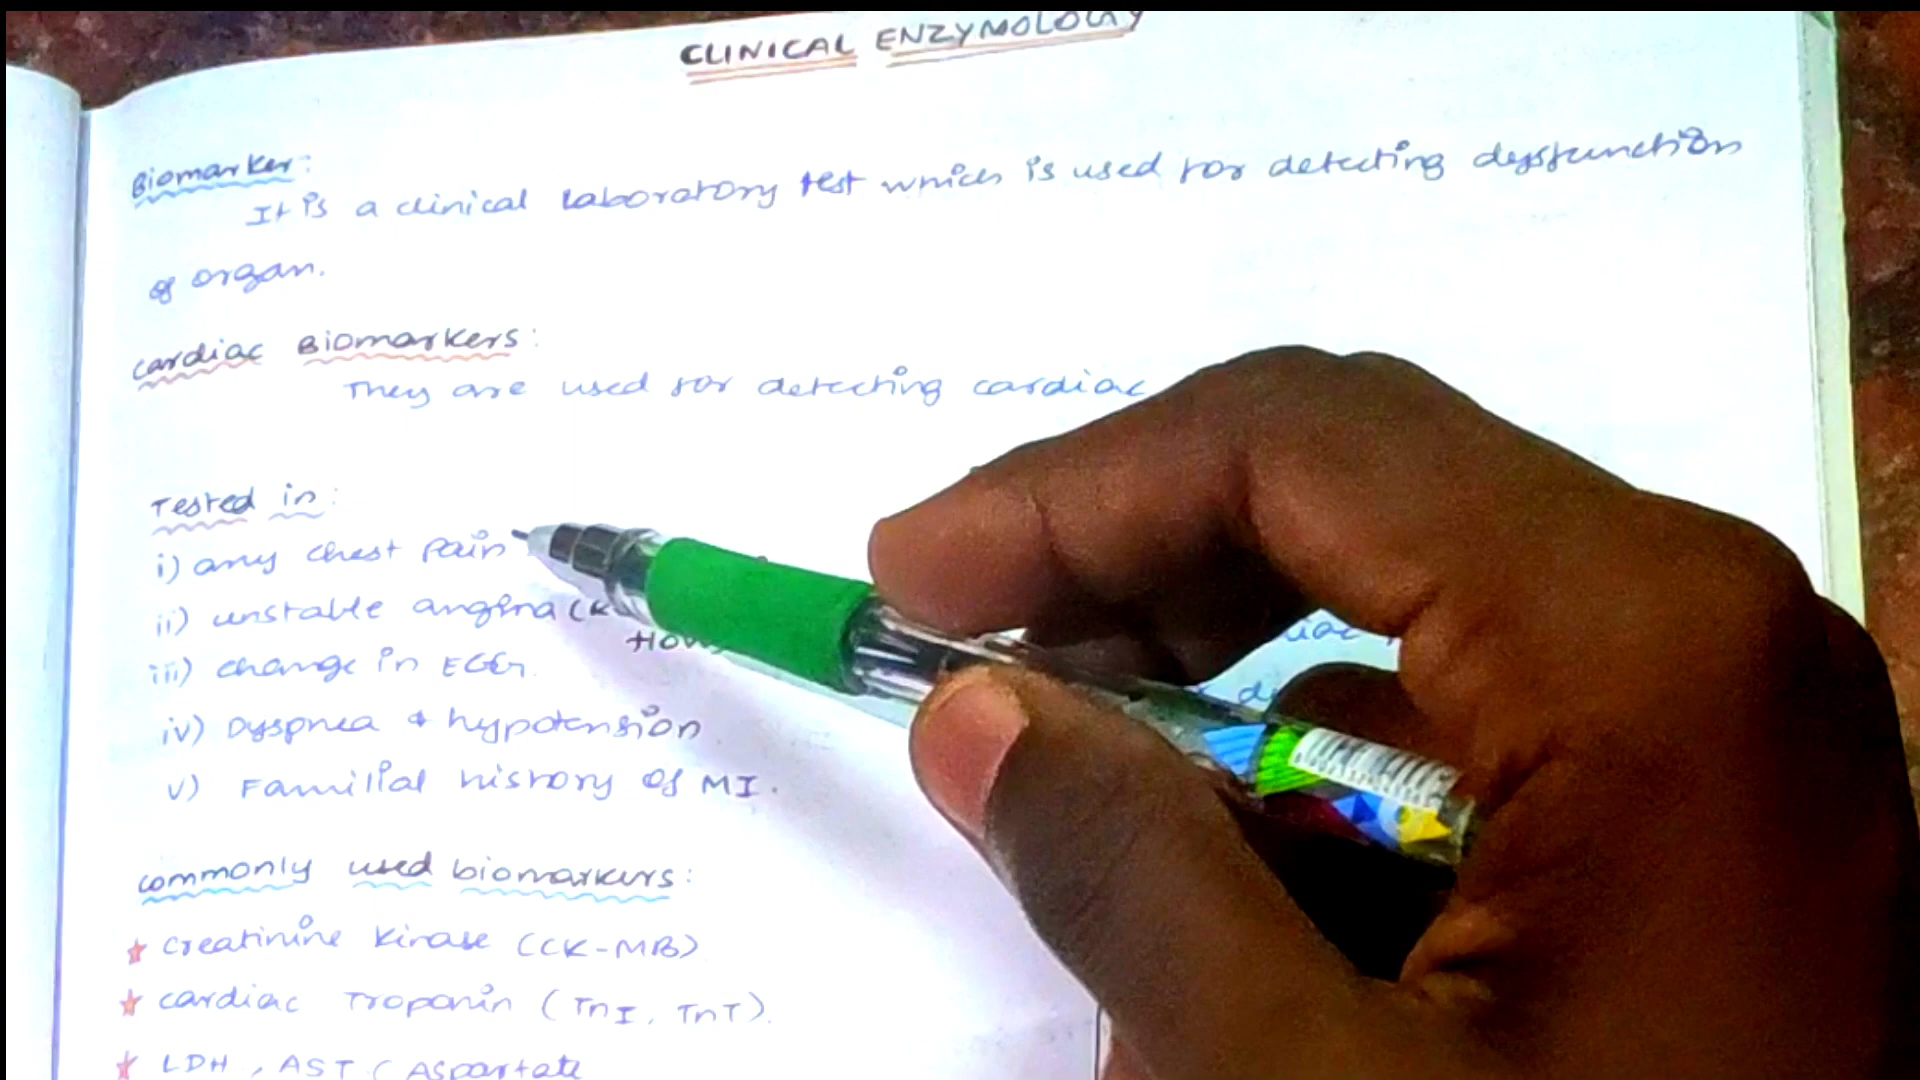 CLINICAL ENZYMOLOGY
Biomarker:
It is a clinical laboratory test which is used for detecting dysfunction
of organ.
Cardiac Biomarkers:
They are used for detecting cardiac
Tested in:
i) any chest pain
ii) unstable angina (K
iii) change in ECG.
iv) Dyspnea & hypotension
v) Familial history of MI.
commonly used biomarkers:
★ creatinine kinase (CK-MB)
★ cardiac Troponin (TnI, TnT).
★ LDH, AST (Aspartate